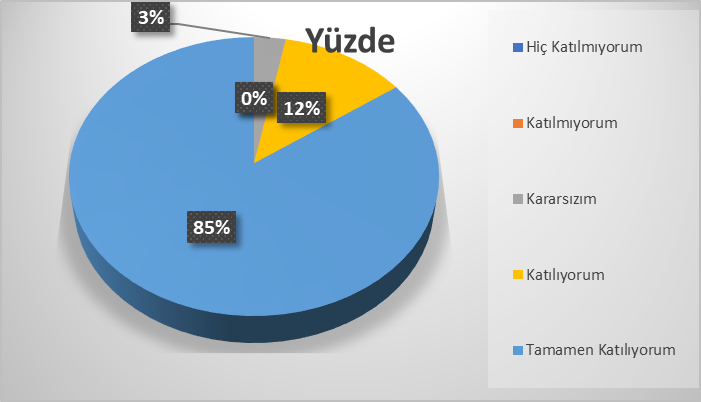 3%
Yüzde
0%
12%
85%
Hiç Katılmıyorum
Katılmıyorum
Kararsızım
Katılıyorum
Tamamen Katılıyorum